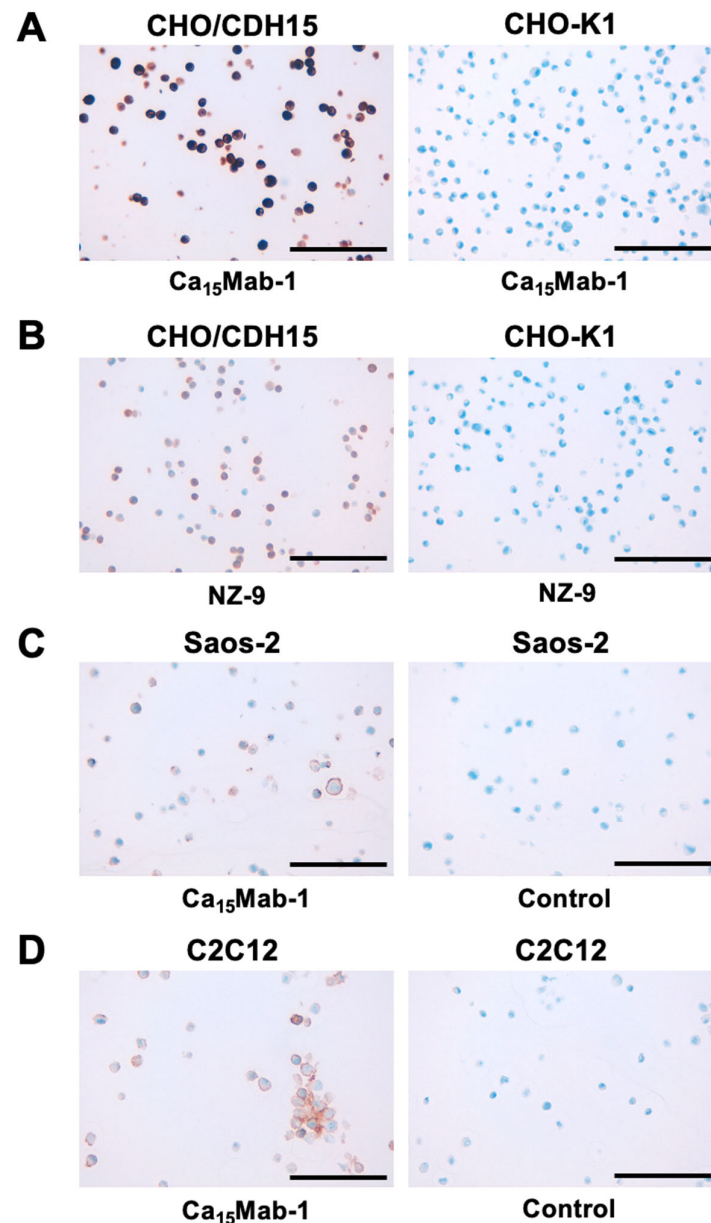 A
CHO/CDH15 CHO-K1
Ca₁₅Mab-1 Ca₁₅Mab-1
B
CHO/CDH15 CHO-K1
NZ-9 NZ-9
C
Saos-2 Saos-2
Ca₁₅Mab-1 Control
D
C2C12 C2C12
Ca₁₅Mab-1 Control